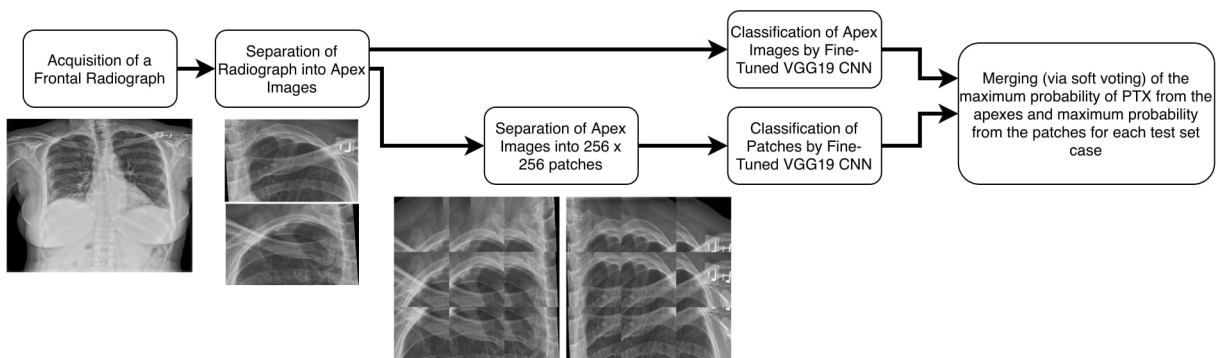 Acquisition of a
Frontal Radiograph
Separation of
Radiograph into Apex
Images
Classification of Apex
Images by Fine-
Tuned VGG19 CNN
Separation of Apex
Images into 256 x
256 patches
Classification of
Patches by Fine-
Tuned VGG19 CNN
Merging (via soft voting) of the
maximum probability of PTX from the
apexes and maximum probability
from the patches for each test set
case